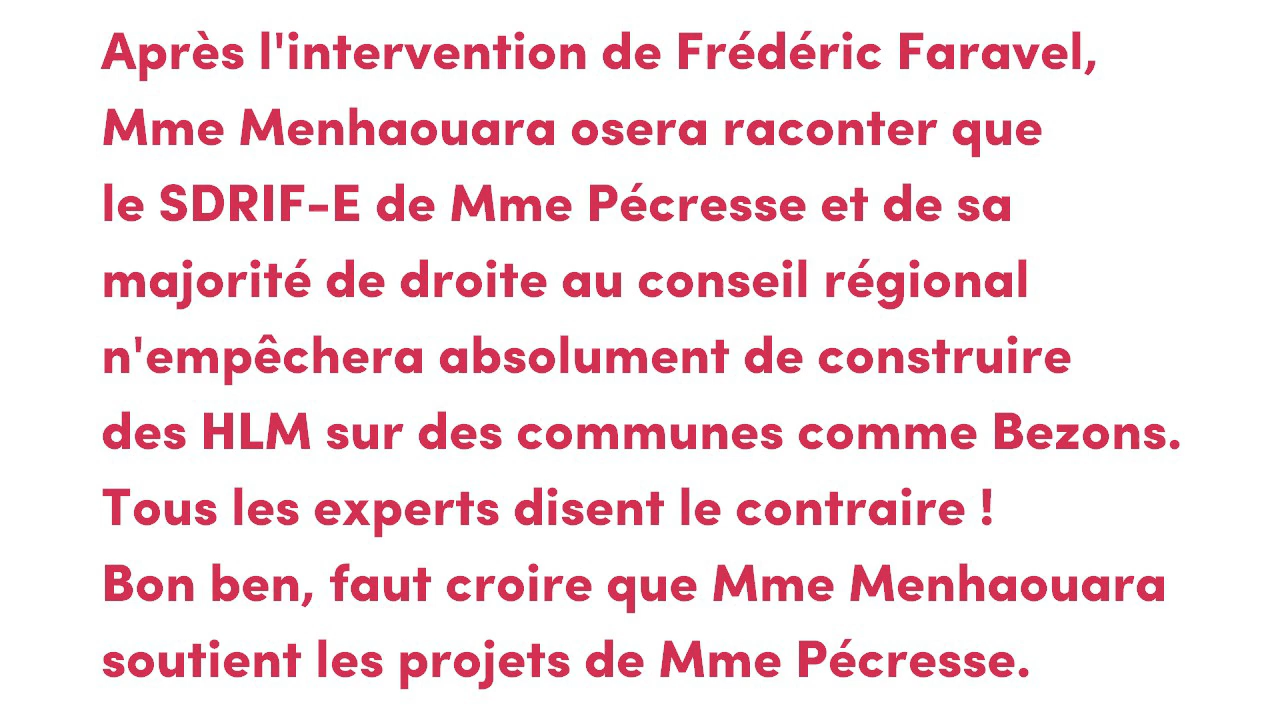 Après l'intervention de Frédéric Faravel,
Mme Menhaouara osera raconter que
le SDRIF-E de Mme Pécresse et de sa
majorité de droite au conseil régional
n'empêchera absolument de construire
des HLM sur des communes comme Bezons.
Tous les experts disent le contraire !
Bon ben, faut croire que Mme Menhaouara
soutient les projets de Mme Pécresse.